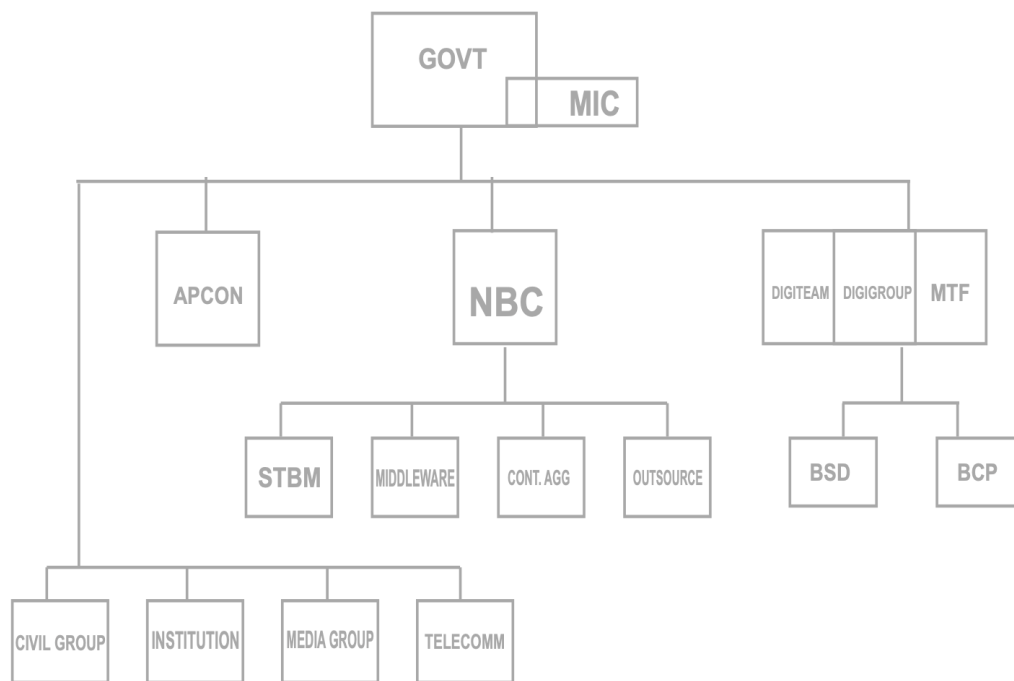 GOVT
MIC
APCON
NBC
DIGITEAM
DIGIGROUP
MTF
STBM
MIDDLEWARE
CONT. AGG
OUTSOURCE
BSD
BCP
CIVIL GROUP
INSTITUTION
MEDIA GROUP
TELECOMM